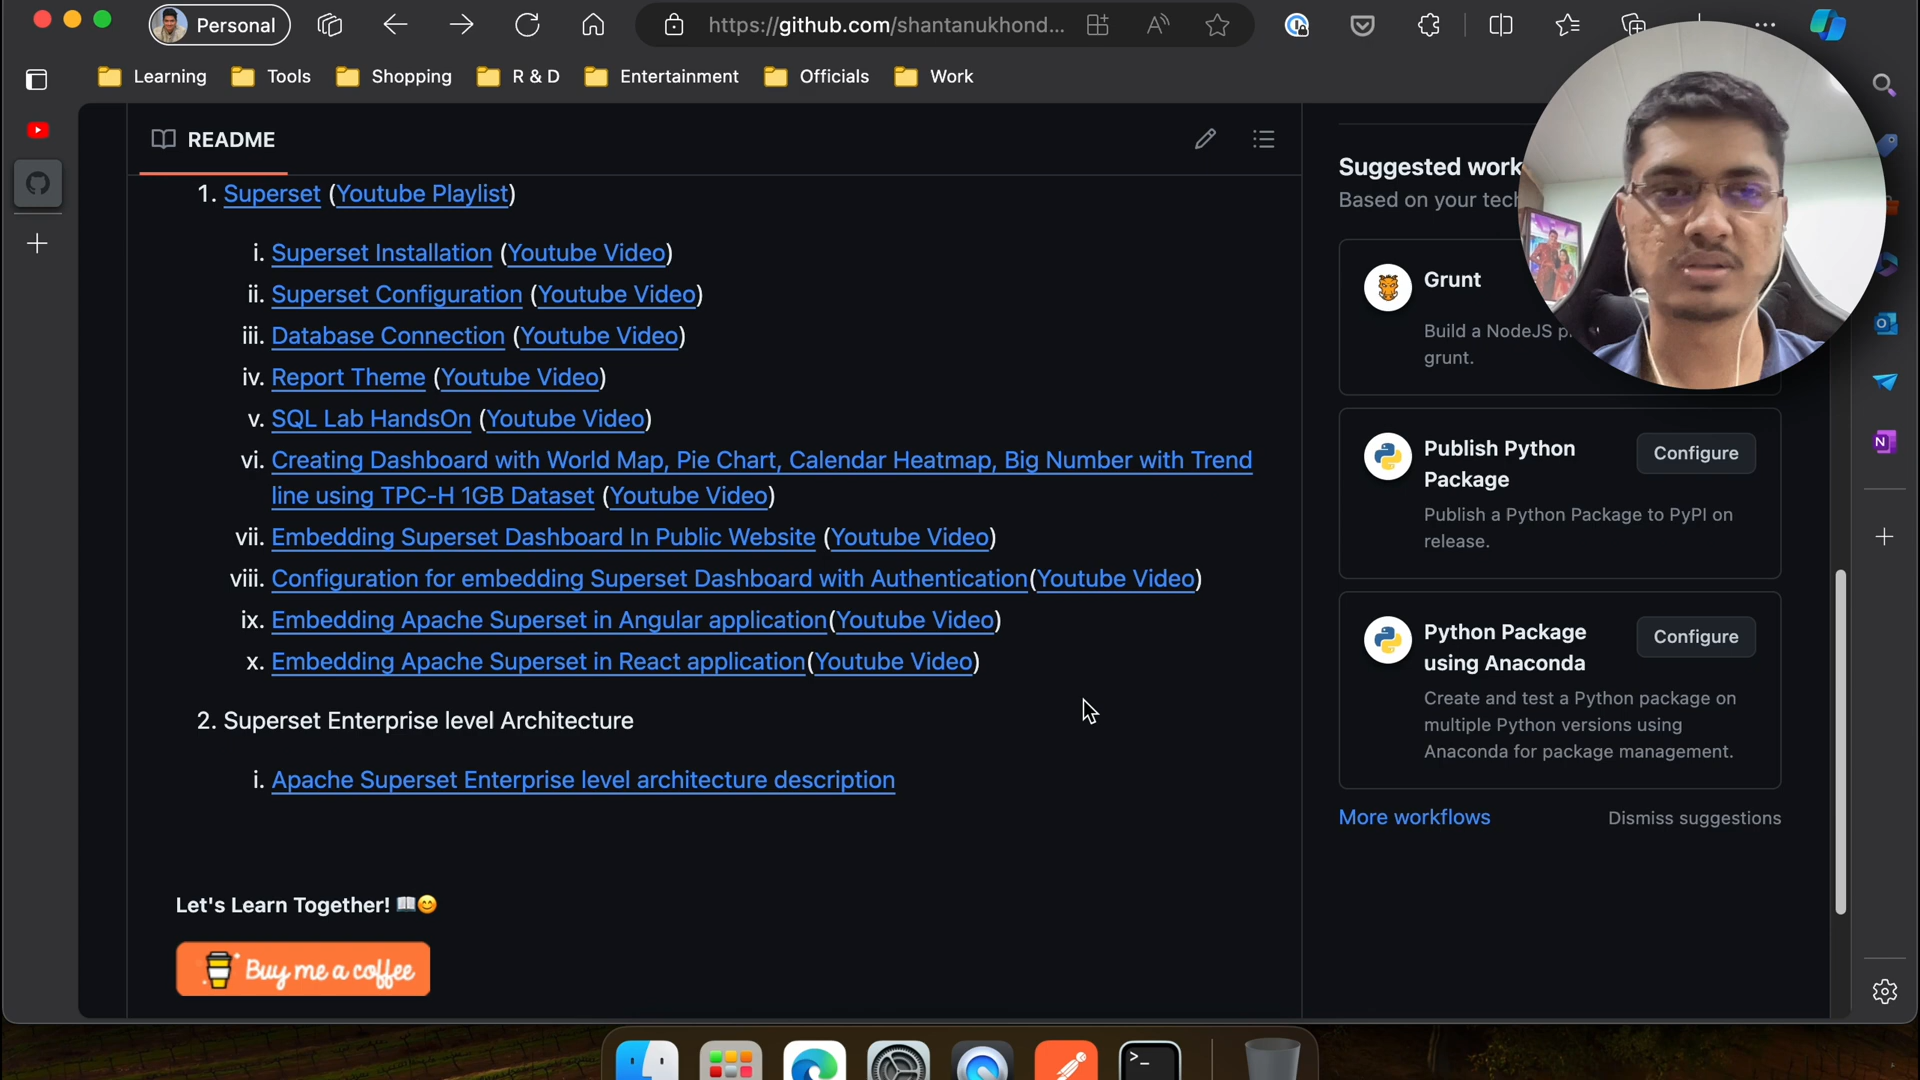 Personal
https://github.com/shantanukhond...
Learning
Tools
Shopping
R & D
Entertainment
Officials
Work
README
1. Superset (Youtube Playlist)
i. Superset Installation (Youtube Video)
ii. Superset Configuration (Youtube Video)
iii. Database Connection (Youtube Video)
iv. Report Theme (Youtube Video)
v. SQL Lab HandsOn (Youtube Video)
vi. Creating Dashboard with World Map, Pie Chart, Calendar Heatmap, Big Number with Trend
line using TPC-H 1GB Dataset (Youtube Video)
vii. Embedding Superset Dashboard In Public Website (Youtube Video)
viii. Configuration for embedding Superset Dashboard with Authentication(Youtube Video)
ix. Embedding Apache Superset in Angular application(Youtube Video)
x. Embedding Apache Superset in React application(Youtube Video)
2. Superset Enterprise level Architecture
i. Apache Superset Enterprise level architecture description
Let's Learn Together! 📖😊
Buy me a coffee
Suggested work
Based on your tech
Grunt
Build a NodeJS p
grunt.
Publish Python
Package
Configure
Publish a Python Package to PyPI on
release.
Python Package
using Anaconda
Configure
Create and test a Python package on
multiple Python versions using
Anaconda for package management.
More workflows
Dismiss suggestions